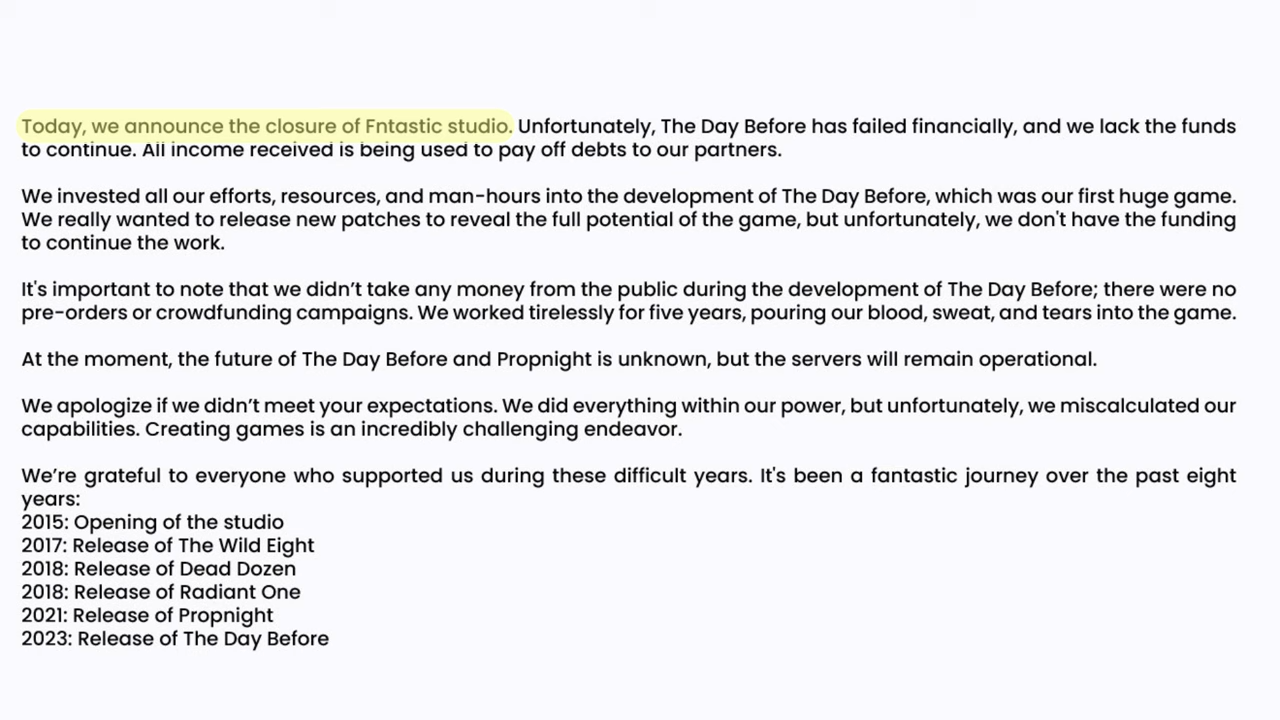 Today, we announce the closure of Fntastic studio. Unfortunately, The Day Before has failed financially, and we lack the funds
to continue. All income received is being used to pay off debts to our partners.
We invested all our efforts, resources, and man-hours into the development of The Day Before, which was our first huge game.
We really wanted to release new patches to reveal the full potential of the game, but unfortunately, we don't have the funding
to continue the work.
It's important to note that we didn’t take any money from the public during the development of The Day Before; there were no
pre-orders or crowdfunding campaigns. We worked tirelessly for five years, pouring our blood, sweat, and tears into the game.
At the moment, the future of The Day Before and Propnight is unknown, but the servers will remain operational.
We apologize if we didn’t meet your expectations. We did everything within our power, but unfortunately, we miscalculated our
capabilities. Creating games is an incredibly challenging endeavor.
We’re grateful to everyone who supported us during these difficult years. It's been a fantastic journey over the past eight
years:
2015: Opening of the studio
2017: Release of The Wild Eight
2018: Release of Dead Dozen
2018: Release of Radiant One
2021: Release of Propnight
2023: Release of The Day Before